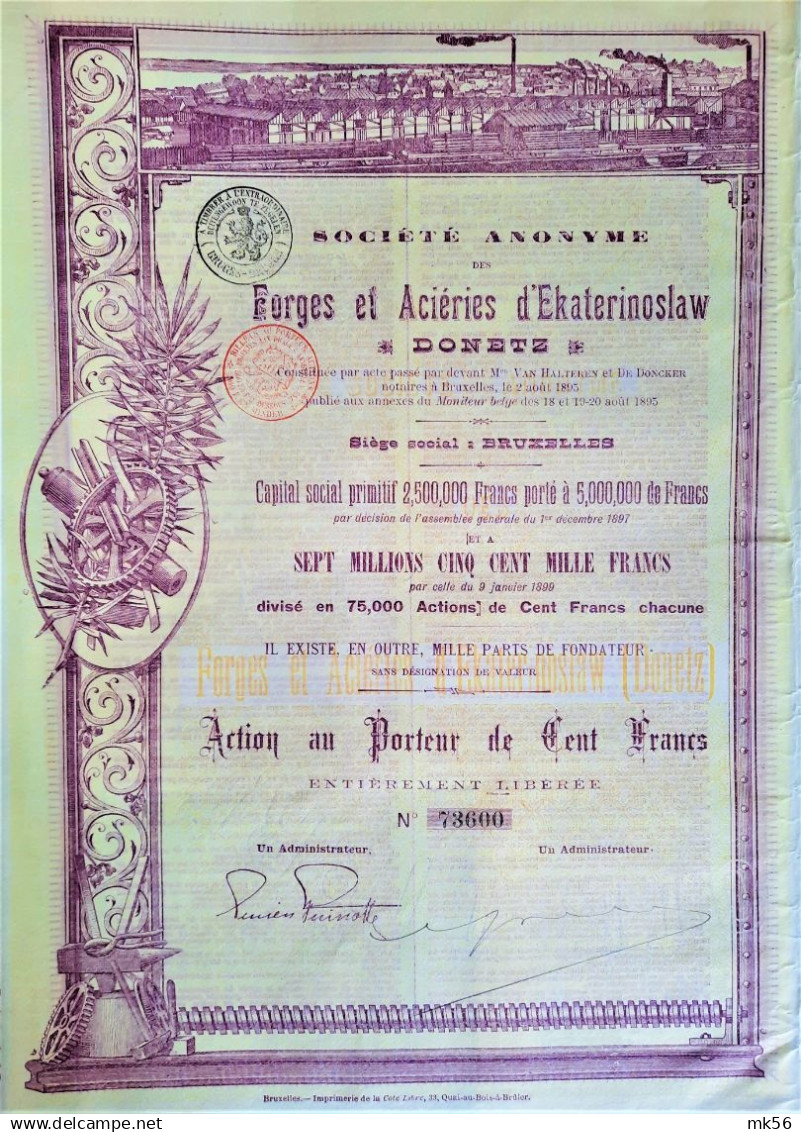 TIMBRER A L'EXTRAORDINAIRE
BUITENGEWOON TE ZEGELEN
SOCIÉTÉ ANONYME
DES
Forges et Aciéries d'Ekaterinoslaw
DONETZ
Constituée par acte passé par devant Mes VAN HALTEREN et DE DONCKER
notaires à Bruxelles, le 2 août 1895
publié aux annexes du Moniteur belge des 18 et 19-20 août 1895
Siège social : BRUXELLES
Capital social primitif 2,500,000 Francs porté à 5,000,000 de Francs
par décision de l'assemblée générale du 1er décembre 1897
ET A
SEPT MILLIONS CINQ CENT MILLE FRANCS
par celle du 9 janvier 1899
divisé en 75,000 Actions de Cent Francs chacune
IL EXISTE, EN OUTRE, MILLE PARTS DE FONDATEUR
SANS DÉSIGNATION DE VALEUR
Forges et Aciéries d'Ekaterinoslaw (Donetz)
Action au Porteur de Cent Francs
ENTIÈREMENT LIBÉRÉE
N° 73600
Un Administrateur, Un Administrateur.
Bruxelles.— Imprimerie de la Cote Libre, 33, Quai-au-Bois-à-Brûler.
mk56